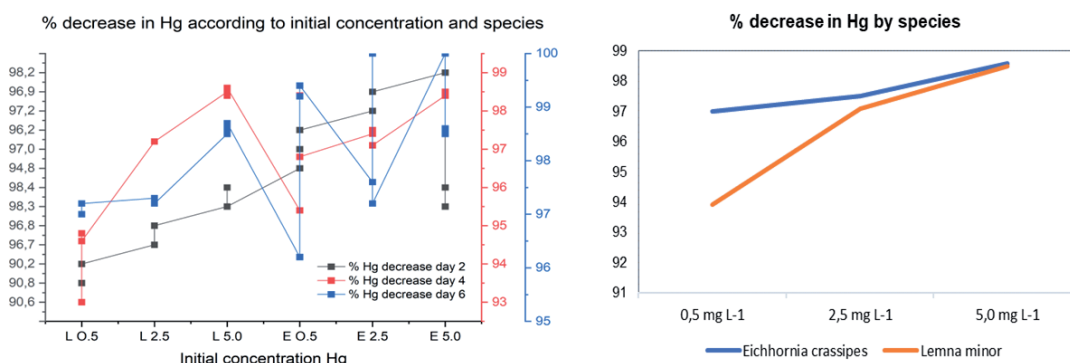 % decrease in Hg according to initial concentration and species
98,2
96,9
97,2
96,2
97,0
94,8
98,4
98,3
96,8
96,7
90,2
90,8
90,6
99
98
97
96
95
94
93
100
99
98
97
96
95
% Hg decrease day 2
% Hg decrease day 4
% Hg decrease day 6
L O.5
L 2.5
L 5.0
E 0.5
E 2.5
E 5.0
Initial concentration Hg
% decrease in Hg by species
99
98
97
96
95
94
93
92
91
0,5 mg L-1
2,5 mg L-1
5,0 mg L-1
Eichhornia crassipes
Lemna minor